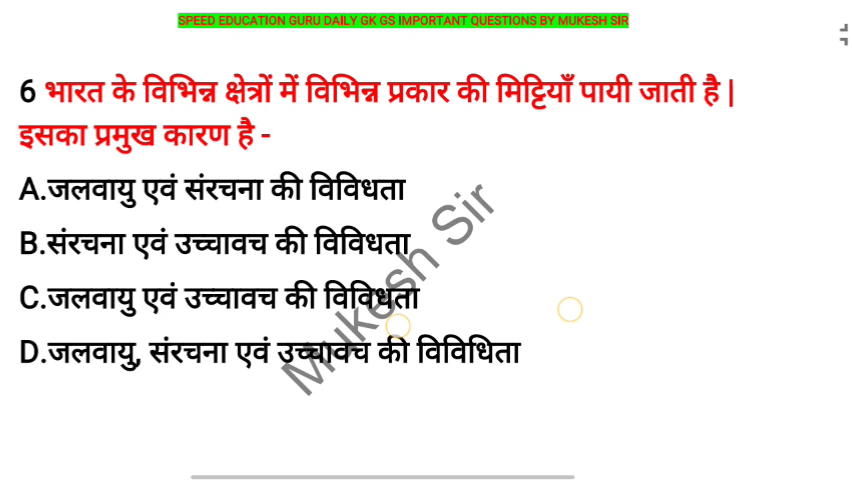 SPEED EDUCATION GURU DAILY GK GS IMPORTANT QUESTIONS BY MUKESH SIR
6 भारत के विभिन्न क्षेत्रों में विभिन्न प्रकार की मिट्टियाँ पायी जाती है |
इसका प्रमुख कारण है -
A.जलवायु एवं संरचना की विविधता
B.संरचना एवं उच्चावच की विविधता
C.जलवायु एवं उच्चावच की विविधता
D.जलवायु, संरचना एवं उच्चावच की विविधिता
Mukesh Sir